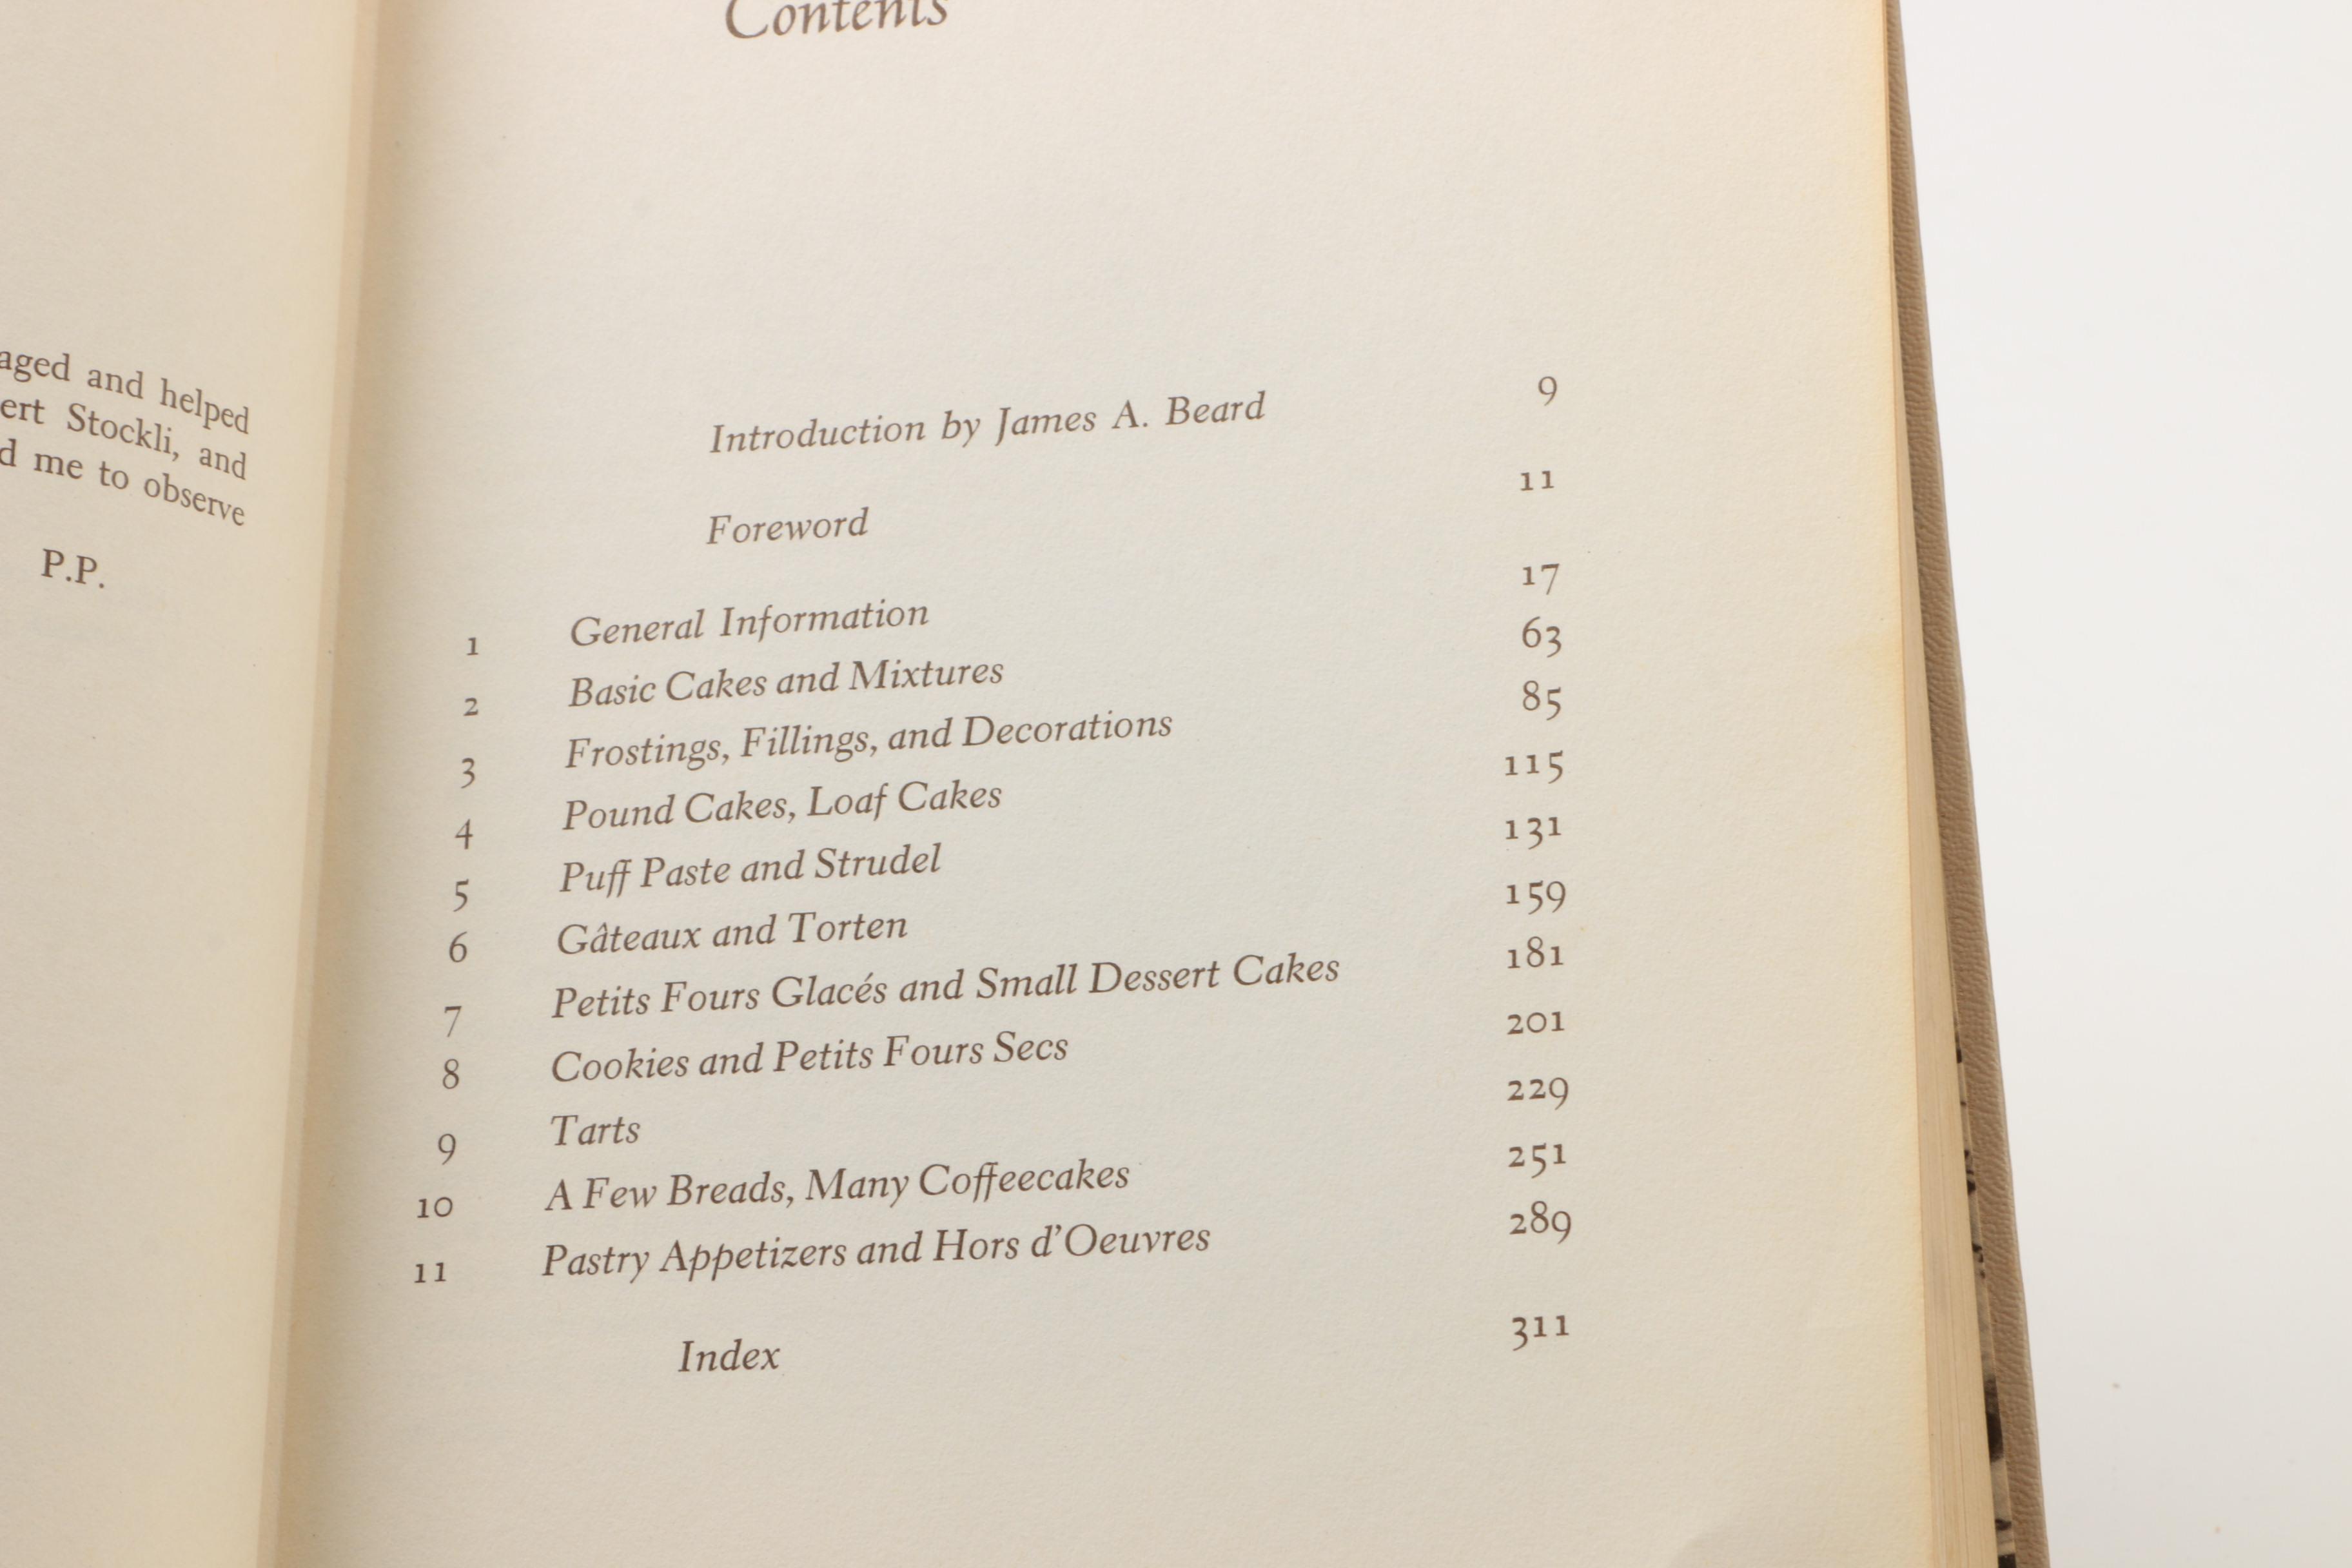 and helped
Stockli, and
me to observe
P.P.
Contents
Introduction by James A. Beard 9
Foreword 11
1 General Information 17
2 Basic Cakes and Mixtures 63
3 Frostings, Fillings, and Decorations 85
4 Pound Cakes, Loaf Cakes 115
5 Puff Paste and Strudel 131
6 Gâteaux and Torten 159
7 Petits Fours Glacés and Small Dessert Cakes 181
8 Cookies and Petits Fours Secs 201
9 Tarts 229
10 A Few Breads, Many Coffeecakes 251
11 Pastry Appetizers and Hors d'Oeuvres 289
Index 311